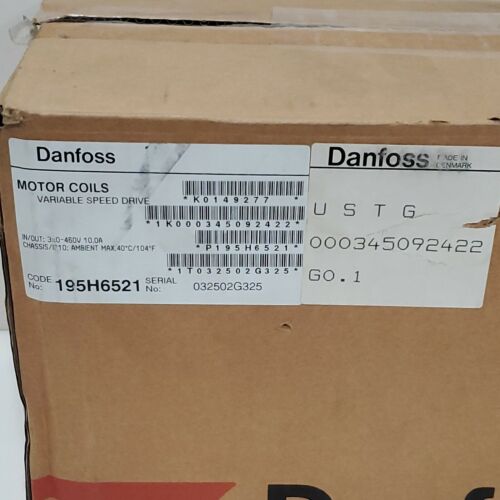 Danfoss
MOTOR COILS
VARIABLE SPEED DRIVE
*K0149277*
*1K000345092422*
IN/OUT: 380-460V 10.0A
*P195H6521*
CHASSIS/IP10: AMBIENT MAX.40°C/104°F
*1T032502G325*
CODE No: 195H6521 SERIAL No: 032502G325
Danfoss MADE IN DENMARK
USTG
000345092422
GO.1